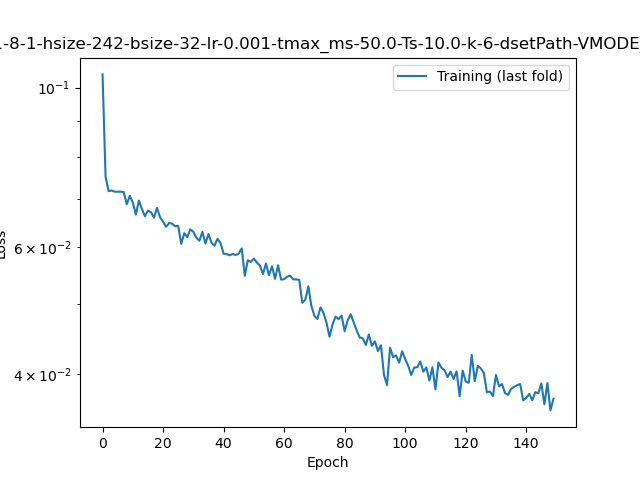 -8-1-hsize-242-bsize-32-lr-0.001-tmax_ms-50.0-Ts-10.0-k-6-dsetPath-VMODE_
Training (last fold)
10⁻¹
6 × 10⁻²
4 × 10⁻²
Loss
0 20 40 60 80 100 120 140
Epoch